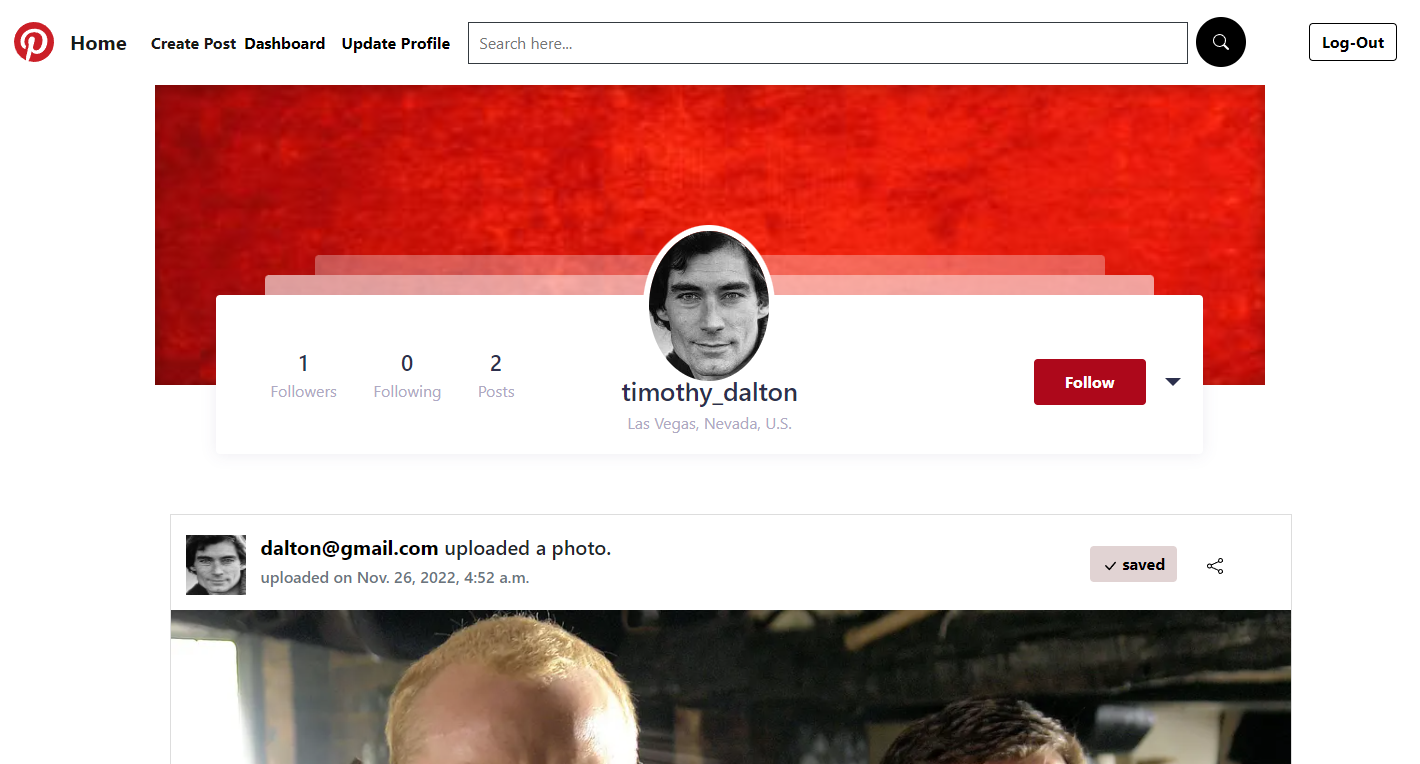 Home Create Post Dashboard Update Profile Search here... Log-Out
1 0 2
Followers Following Posts
timothy_dalton
Las Vegas, Nevada, U.S.
Follow
dalton@gmail.com uploaded a photo.
uploaded on Nov. 26, 2022, 4:52 a.m.
saved